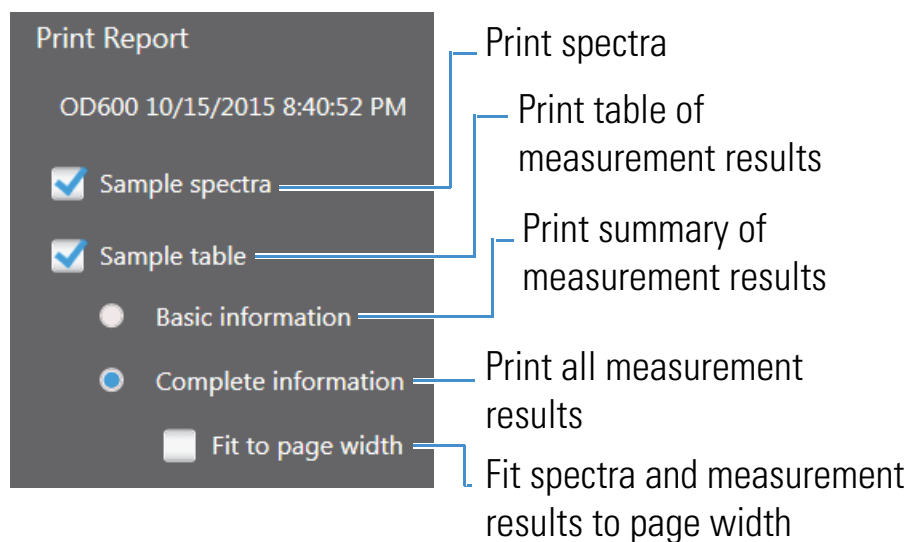 Print Report
OD600 10/15/2015 8:40:52 PM
Sample spectra
Sample table
Basic information
Complete information
Fit to page width
Print spectra
Print table of
measurement results
Print summary of
measurement results
Print all measurement
results
Fit spectra and measurement
results to page width